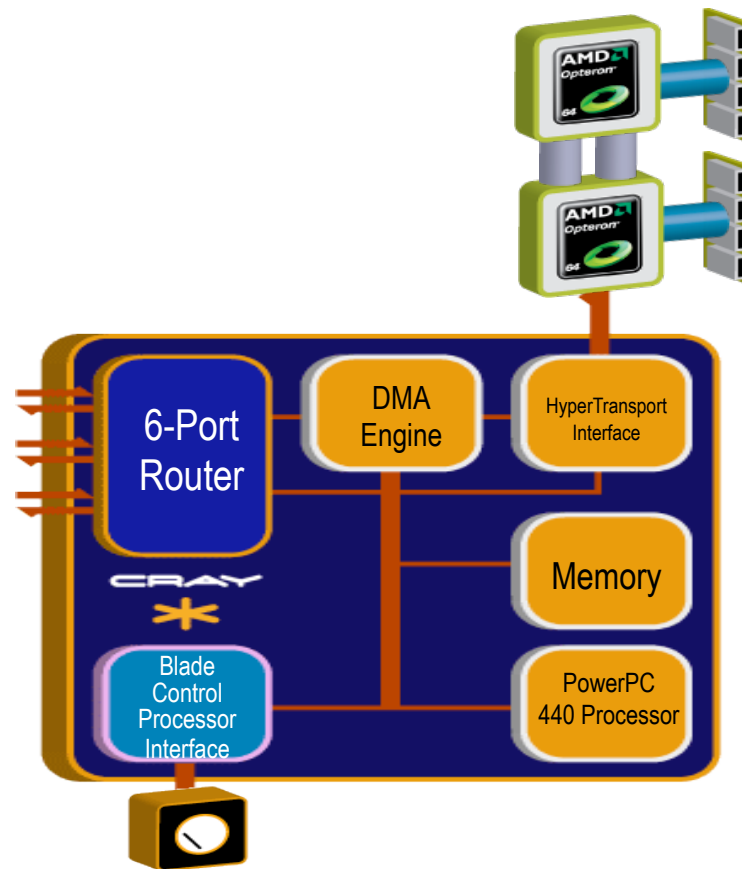 AMD
Opteron
64
AMD
Opteron
64
6-Port
Router
DMA
Engine
HyperTransport
Interface
CRAY
Memory
Blade
Control
Processor
Interface
PowerPC
440 Processor